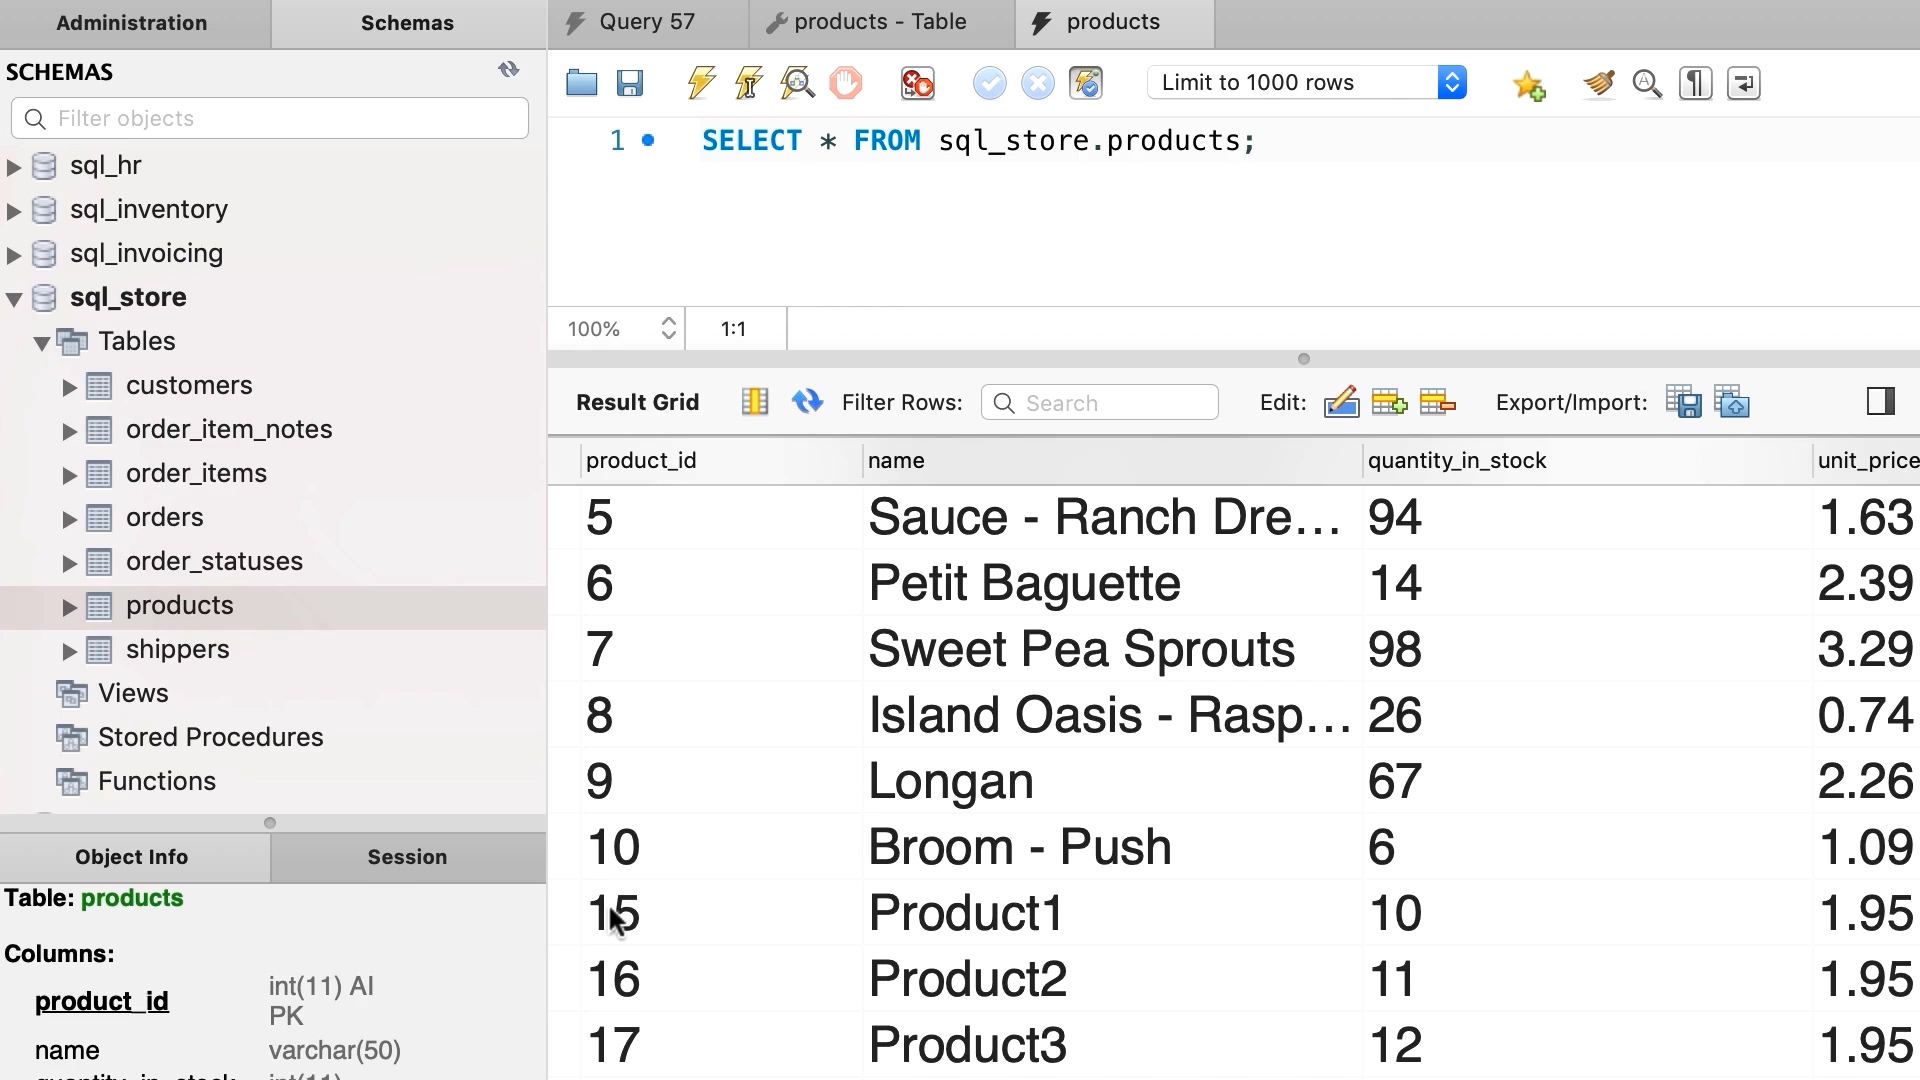 Administration
Schemas
Query 57
products - Table
products
SCHEMAS
Filter objects
sql_hr
sql_inventory
sql_invoicing
sql_store
Tables
customers
order_item_notes
order_items
orders
order_statuses
products
shippers
Views
Stored Procedures
Functions
Object Info
Session
Table: products
Columns:
product_id int(11) AI PK
name varchar(50)
quantity_in_stock int(11)
Limit to 1000 rows
1 SELECT * FROM sql_store.products;
100% 1:1
Result Grid Filter Rows: Search Edit: Export/Import:
product_id name quantity_in_stock unit_price
5 Sauce - Ranch Dre... 94 1.63
6 Petit Baguette 14 2.39
7 Sweet Pea Sprouts 98 3.29
8 Island Oasis - Rasp... 26 0.74
9 Longan 67 2.26
10 Broom - Push 6 1.09
15 Product1 10 1.95
16 Product2 11 1.95
17 Product3 12 1.95